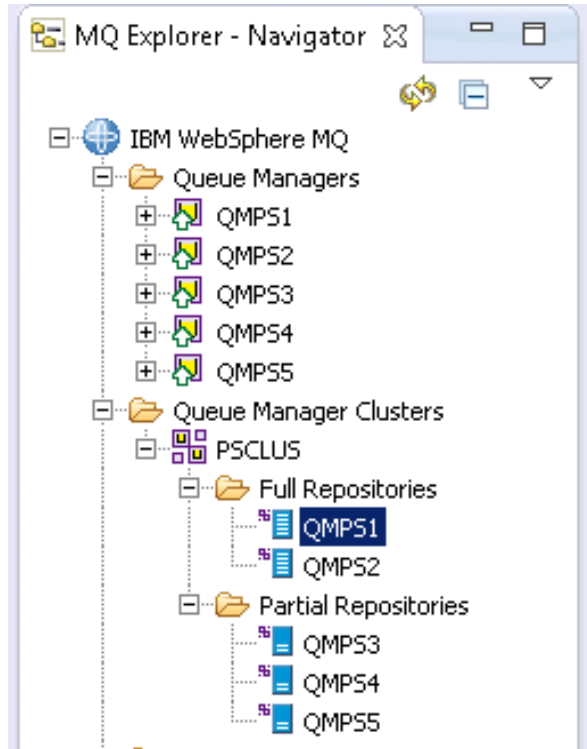 MQ Explorer - Navigator
IBM WebSphere MQ
Queue Managers
QMPS1
QMPS2
QMPS3
QMPS4
QMPS5
Queue Manager Clusters
PSCLUS
Full Repositories
QMPS1
QMPS2
Partial Repositories
QMPS3
QMPS4
QMPS5